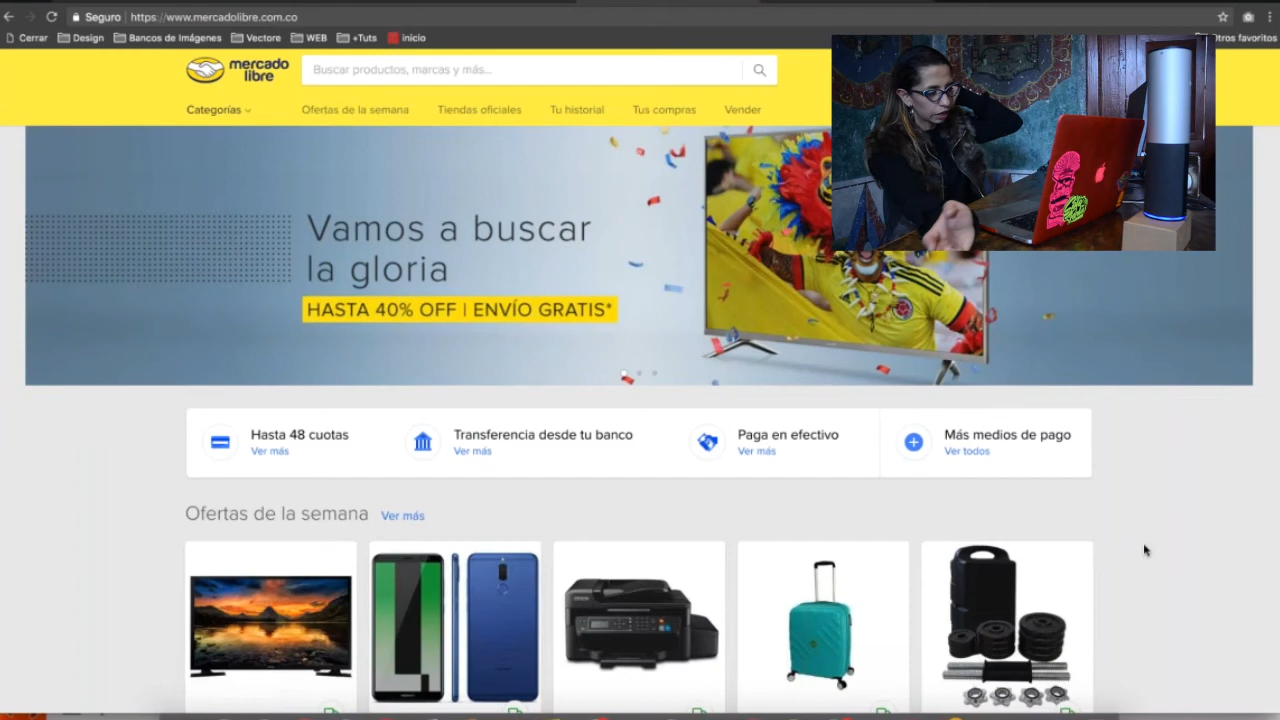 Seguro https://www.mercadolibre.com.co
Cerrar Design Bancos de Imágenes Vectore WEB +Tuts inicio Otros favoritos
mercado
libre
Buscar productos, marcas y más...
Categorías Ofertas de la semana Tiendas oficiales Tu historial Tus compras Vender
Vamos a buscar
la gloria
HASTA 40% OFF | ENVÍO GRATIS*
Hasta 48 cuotas
Ver más
Transferencia desde tu banco
Ver más
Paga en efectivo
Ver más
Más medios de pago
Ver todos
Ofertas de la semana Ver más